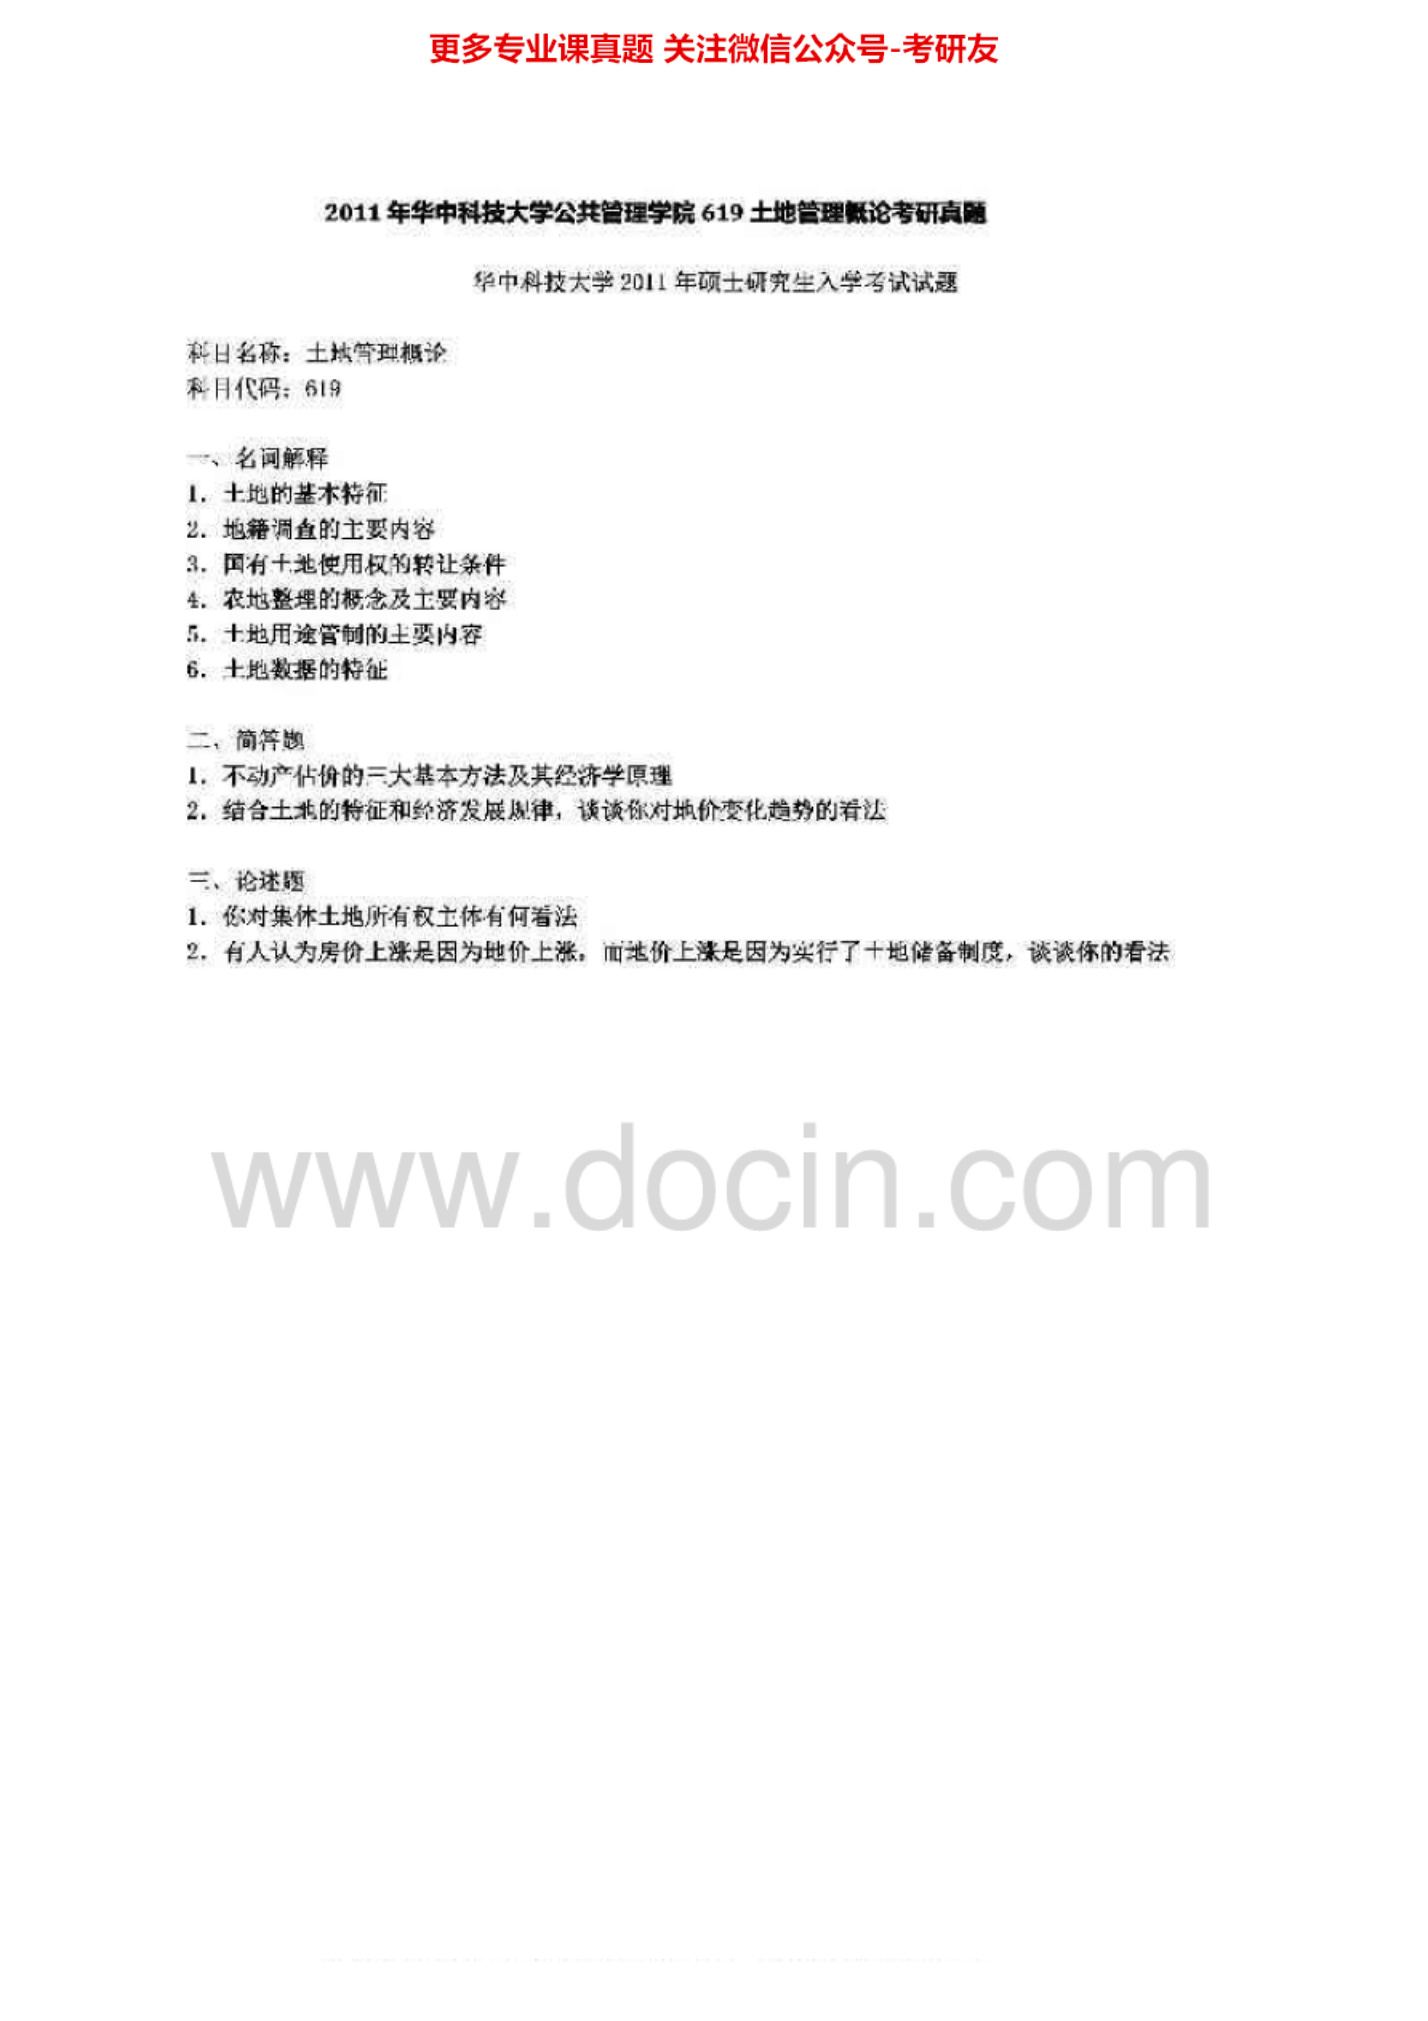 更多专业课真题 关注微信公众号-考研友
2011 年华中科技大学公共管理学院 619 土地管理概论考研真题
华中科技大学 2011 年硕士研究生入学考试试题
科目名称：土地管理概论
科目代码：619
一、名词解释
1. 土地的基本特征
2. 地籍调查的主要内容
3. 国有土地使用权的转让条件
4. 农地整理的概念及主要内容
5. 土地用途管制的主要内容
6. 土地数据的特征
二、简答题
1. 不动产估价的三大基本方法及其经济学原理
2. 结合土地的特征和经济发展规律，谈谈你对地价变化趋势的看法
三、论述题
1. 你对集体土地所有权主体有何看法
2. 有人认为房价上涨是因为地价上涨，而地价上涨是因为实行了土地储备制度，谈谈你的看法
www.docin.com